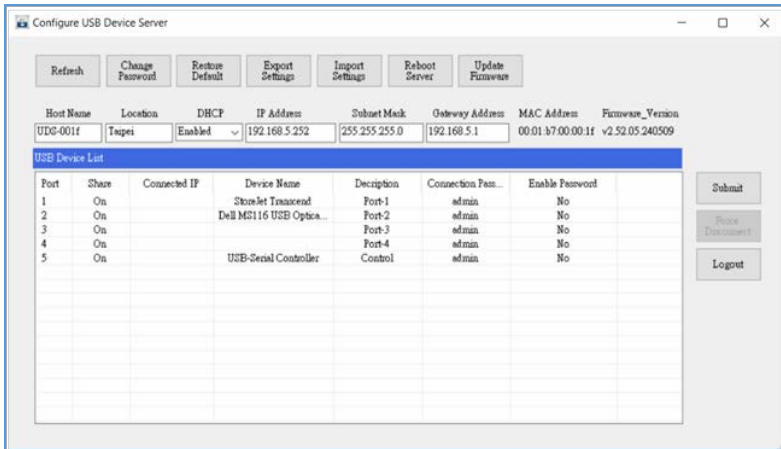 Configure USB Device Server
Refresh Change Password Restore Default Export Settings Import Settings Reboot Server Update Firmware
Host Name Location DHCP IP Address Subnet Mask Gateway Address MAC Address Firmware_Version
UDS-001f Taipei Enabled 192.168.5.252 255.255.255.0 192.168.5.1 00:01:b7:00:00:1f v2.52.05.240509
USB Device List
Port Share Connected IP Device Name Decription Connection Pass... Enable Password
1 On StoreJet Transcend Port-1 admin No
2 On Dell MS116 USB Optica... Port-2 admin No
3 On Port-3 admin No
4 On Port-4 admin No
5 On USB-Serial Controller Control admin No
Submit
Force Disconnect
Logout